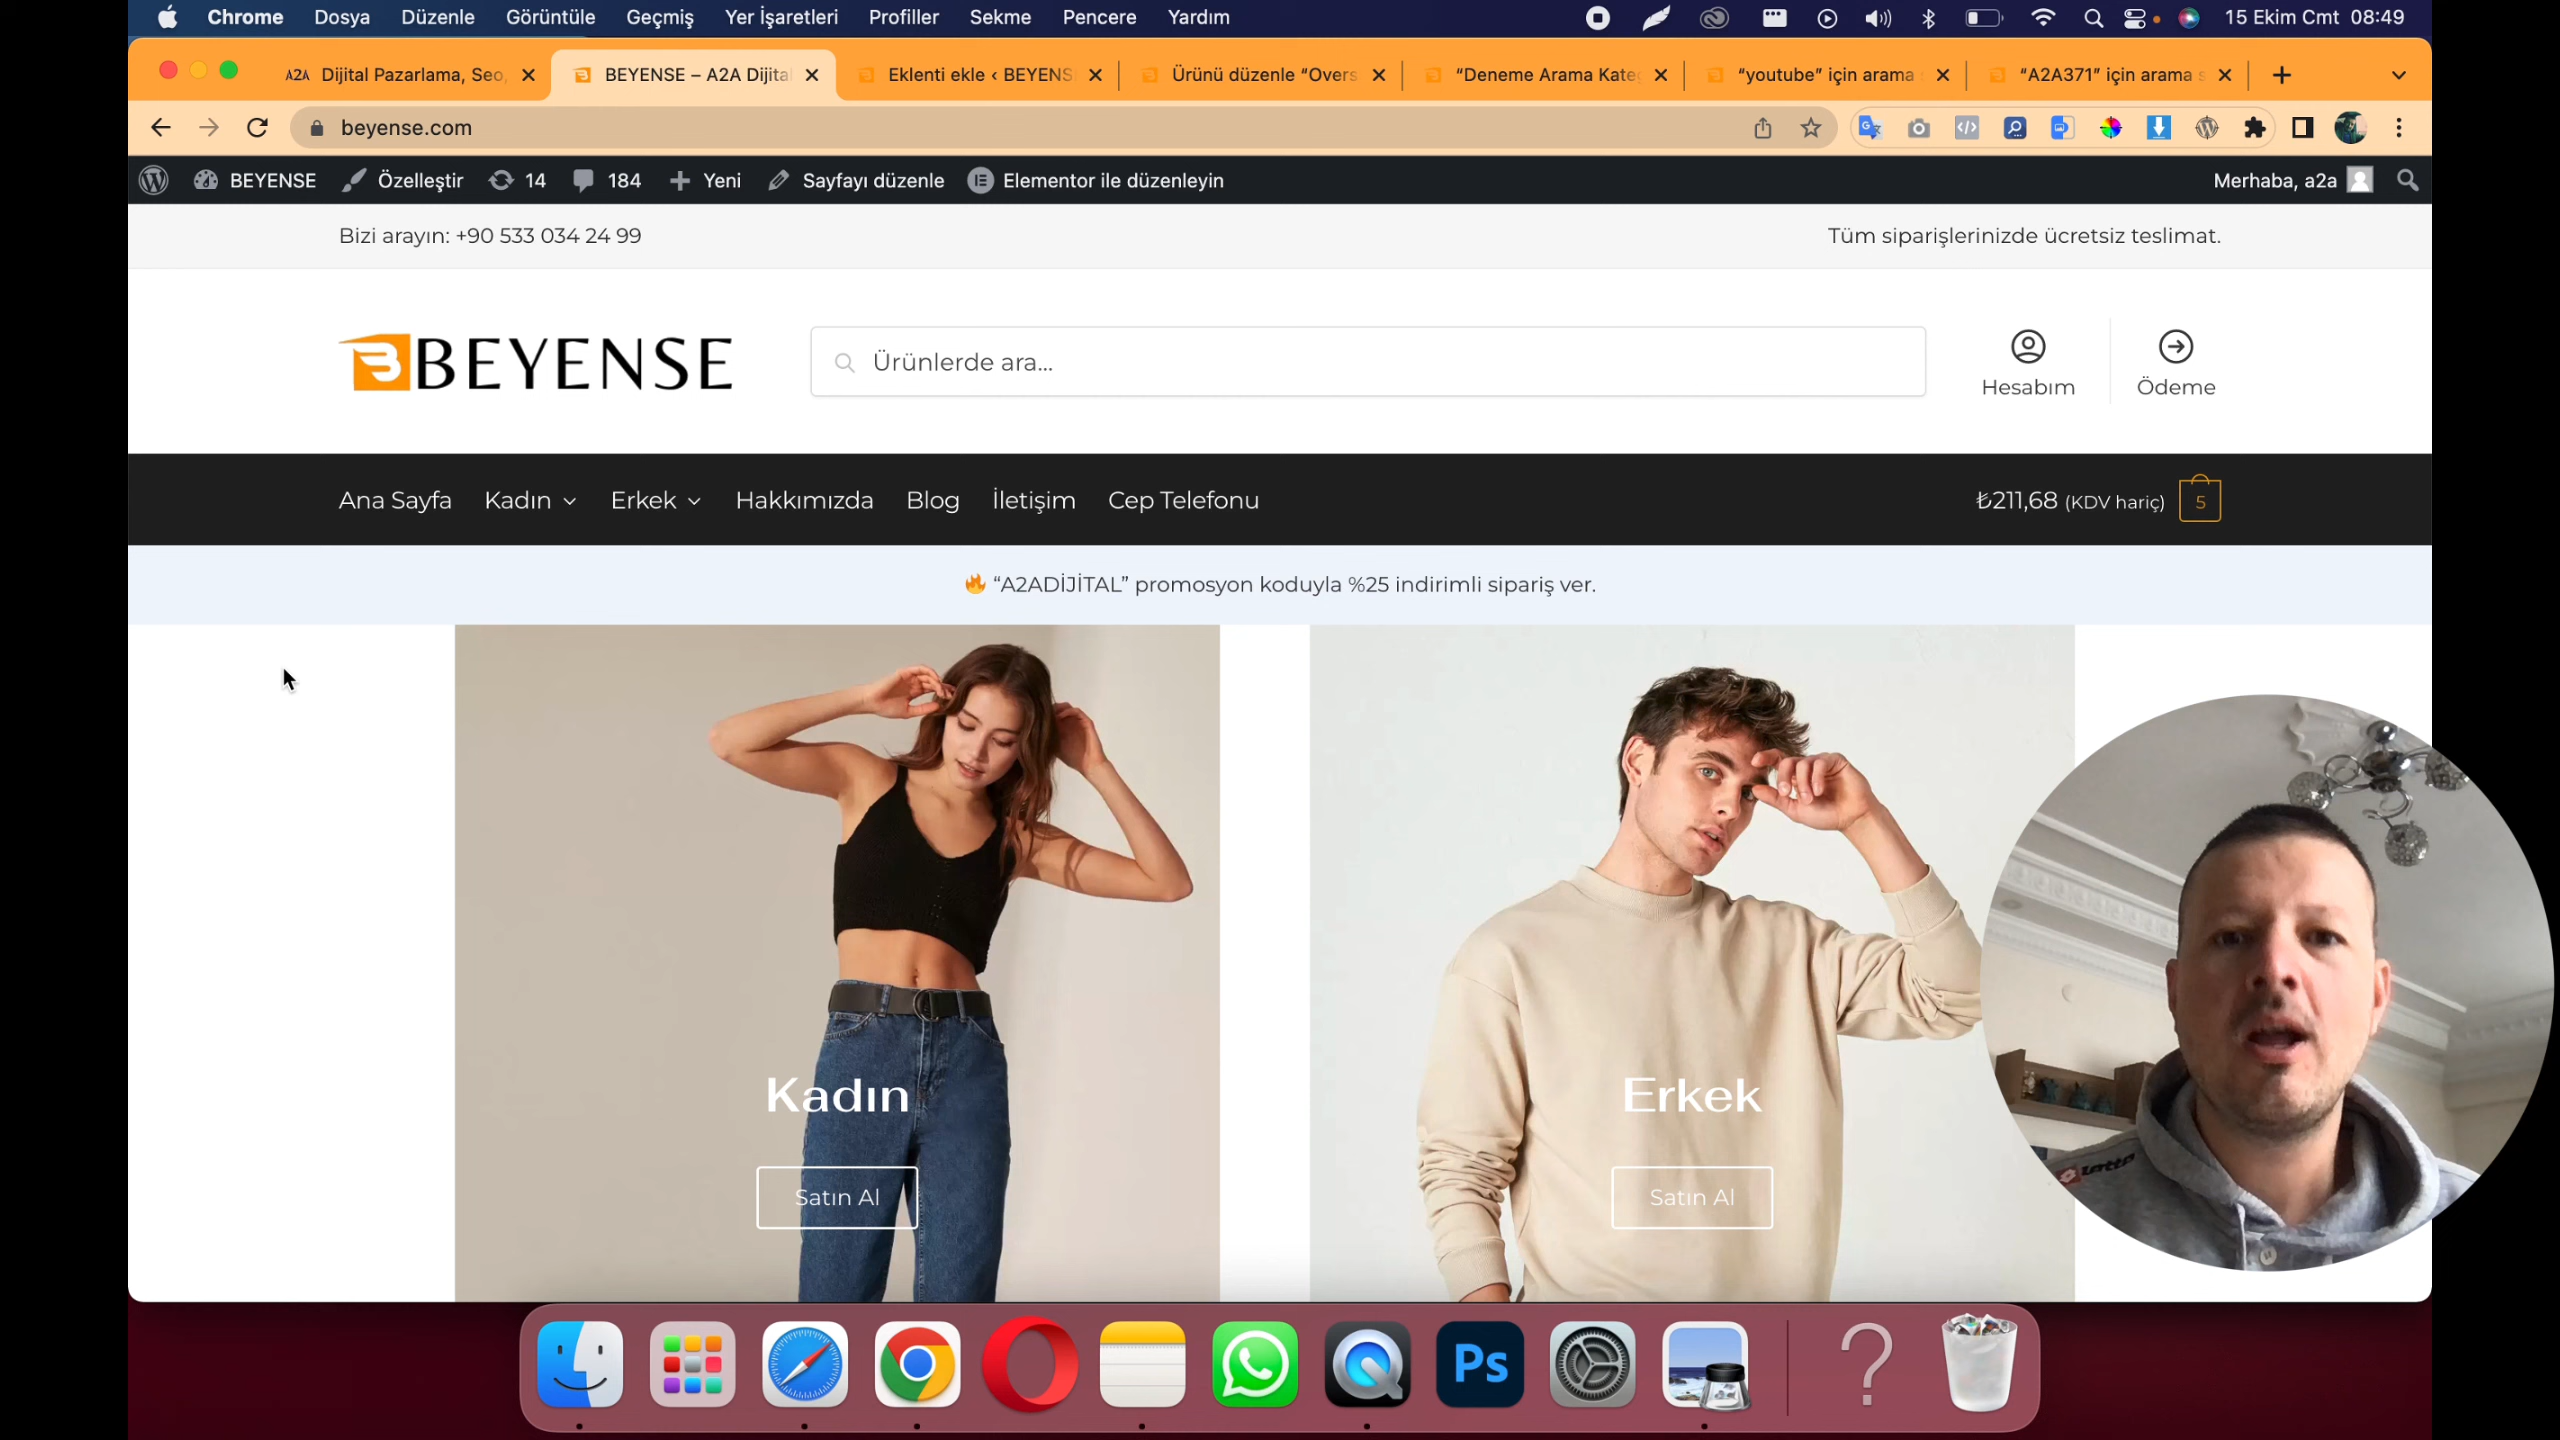 Chrome Dosya Düzenle Görüntüle Geçmiş Yer İşaretleri Profiller Sekme Pencere Yardım 15 Ekim Cmt 08:49
A2A Dijital Pazarlama, Seo, BEYENSE – A2A Dijita Eklenti ekle ‹ BEYENS Ürünü düzenle “Overs “Deneme Arama Kate “youtube” için arama “A2A371” için arama s
beyense.com
BEYENSE Özelleştir 14 184 Yeni Sayfayı düzenle Elementor ile düzenleyin Merhaba, a2a
Bizi arayın: +90 533 034 24 99 Tüm siparişlerinizde ücretsiz teslimat.
BEYENSE Ürünlerde ara... Hesabım Ödeme
Ana Sayfa Kadın Erkek Hakkımızda Blog İletişim Cep Telefonu ₺211,68 (KDV hariç) 5
🔥 “A2ADİJİTAL” promosyon koduyla %25 indirimli sipariş ver.
Kadın Erkek
Satın Al Satın Al
lotto
Ps